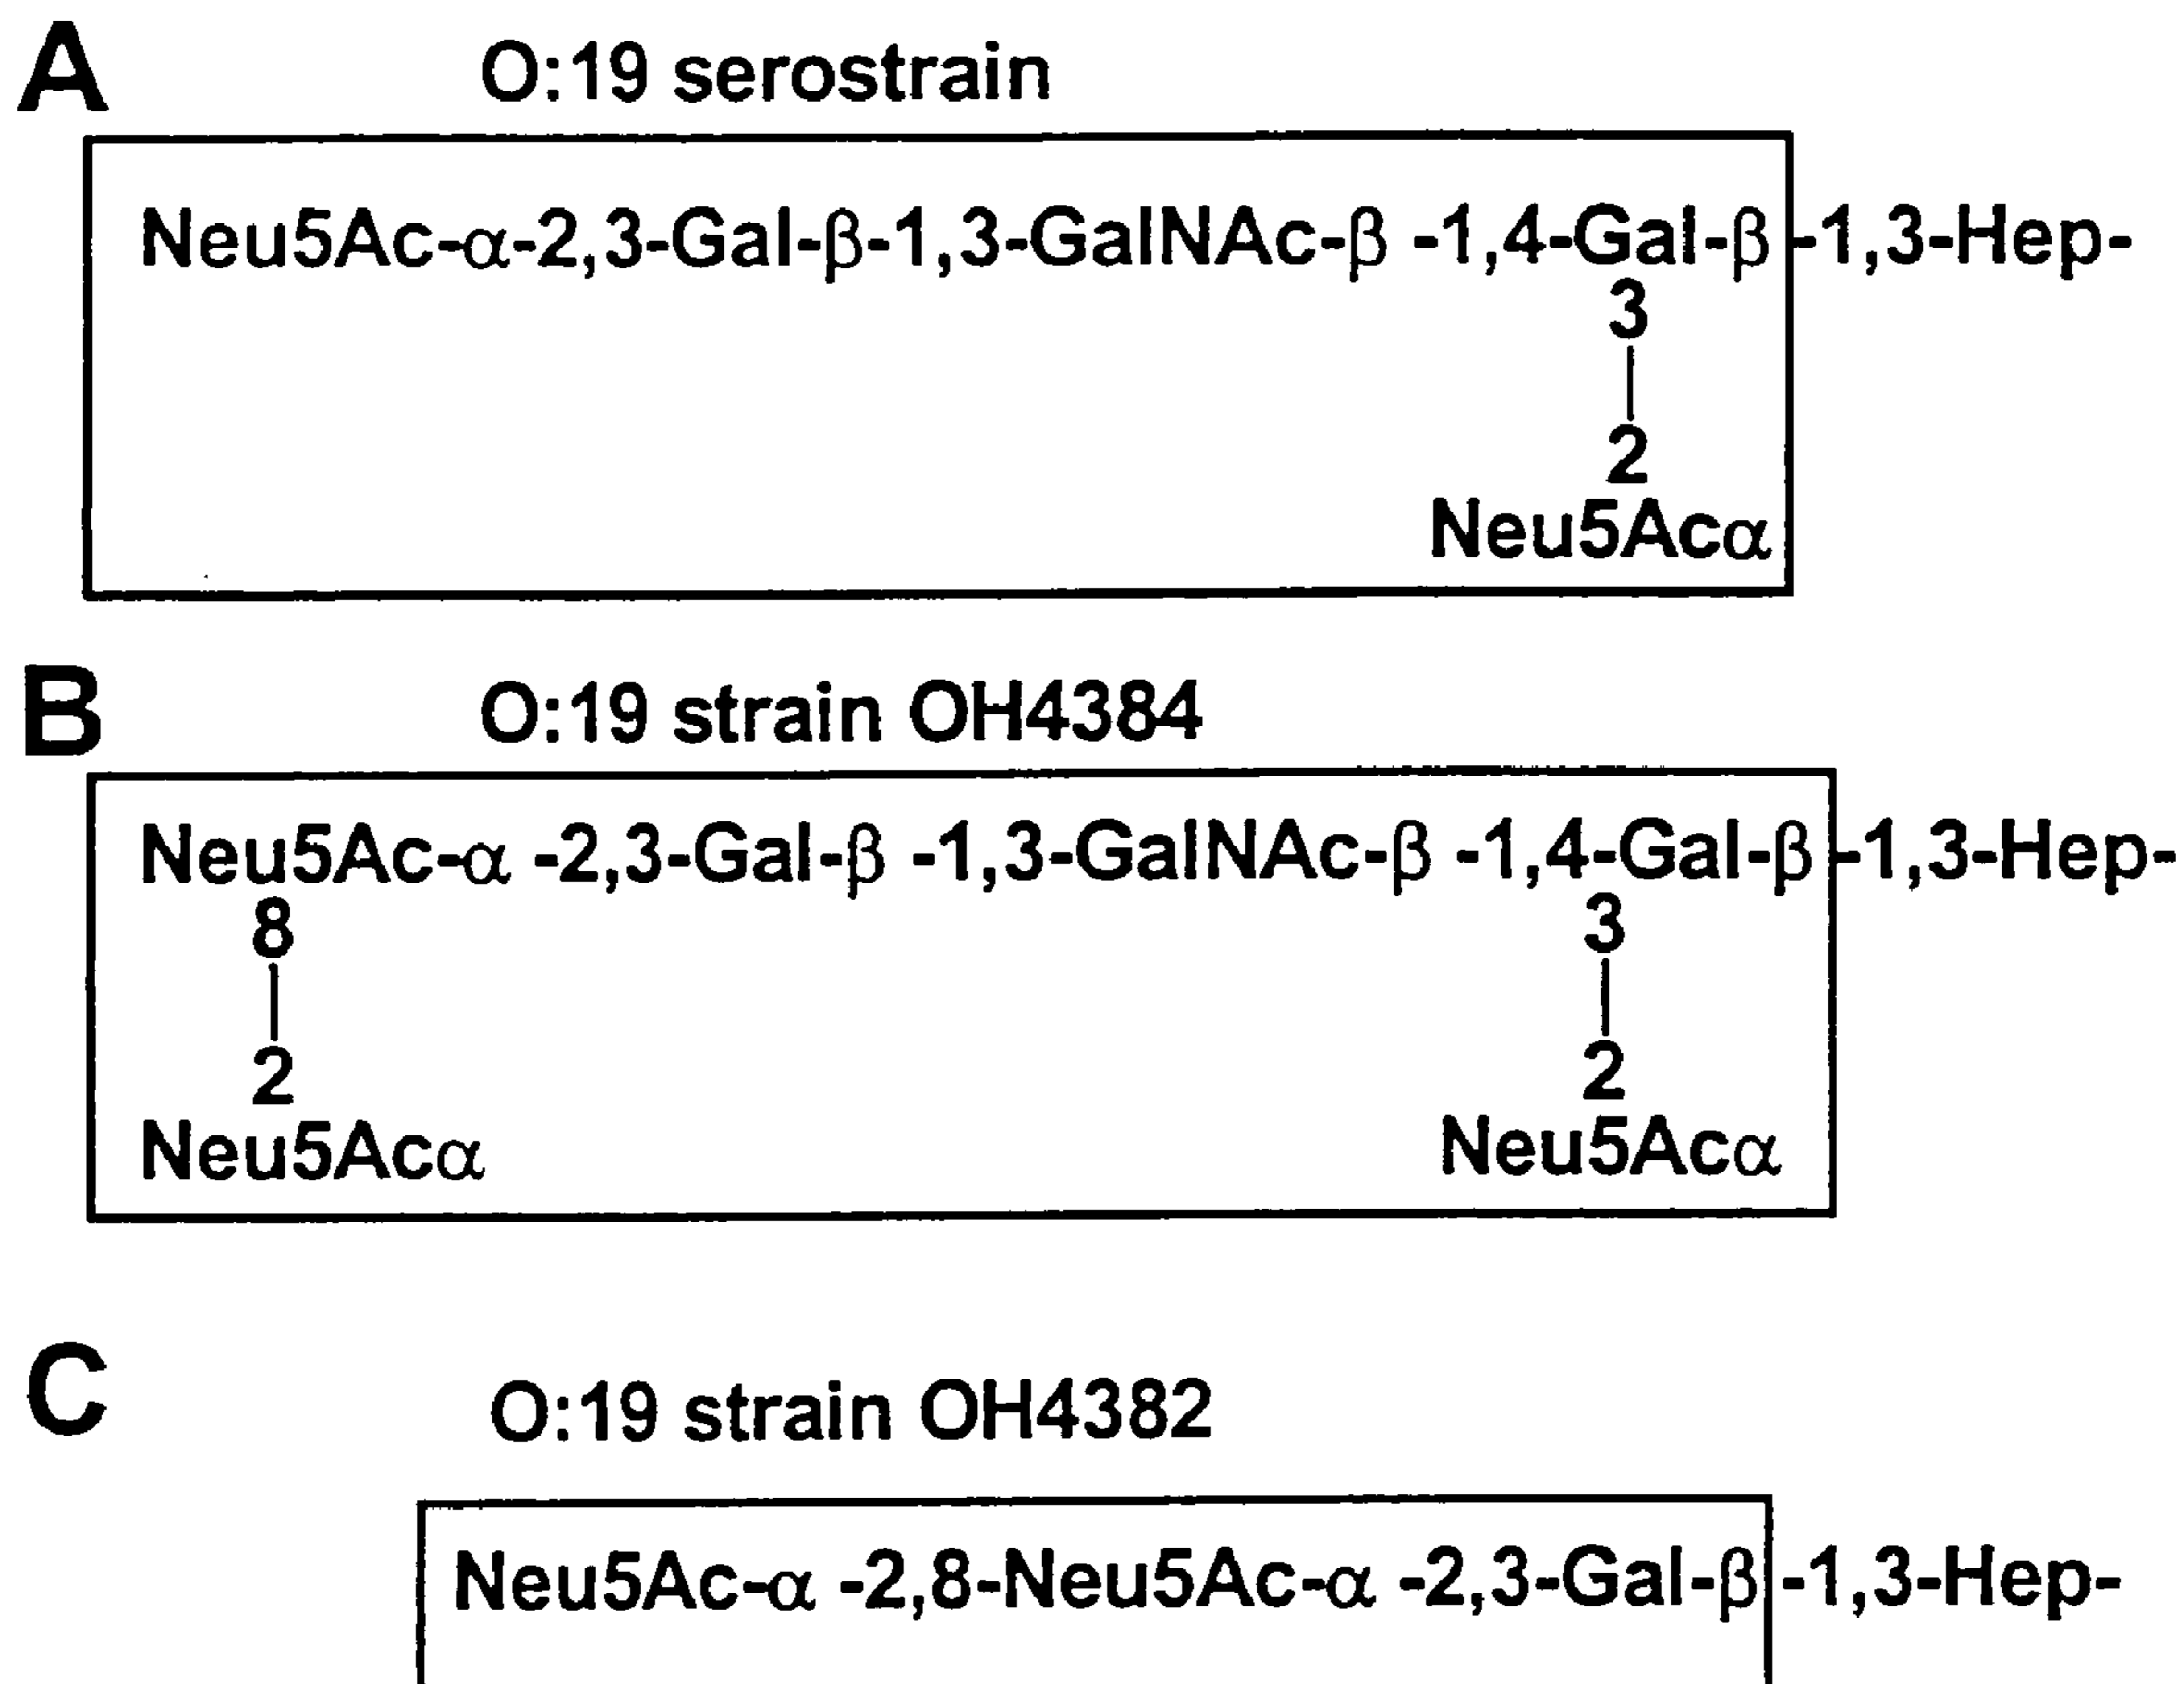 A
O:19 serostrain
Neu5Ac-α-2,3-Gal-β-1,3-GalNAc-β -1,4-Gal-β-1,3-Hep-
3
2
Neu5Acα
B
O:19 strain OH4384
Neu5Ac-α -2,3-Gal-β -1,3-GalNAc-β -1,4-Gal-β-1,3-Hep-
8 3
2 2
Neu5Acα Neu5Acα
C
O:19 strain OH4382
Neu5Ac-α -2,8-Neu5Ac-α -2,3-Gal-β -1,3-Hep-